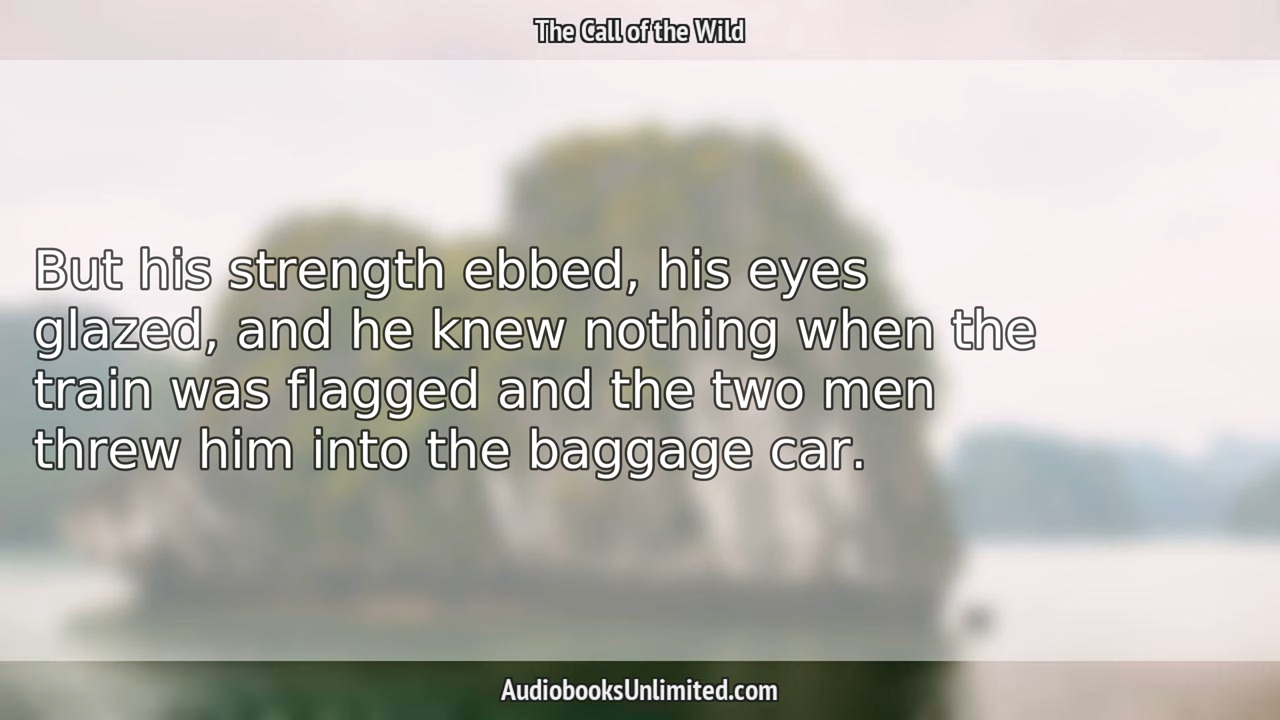 The Call of the Wild
But his strength ebbed, his eyes
glazed, and he knew nothing when the
train was flagged and the two men
threw him into the baggage car.
AudiobooksUnlimited.com